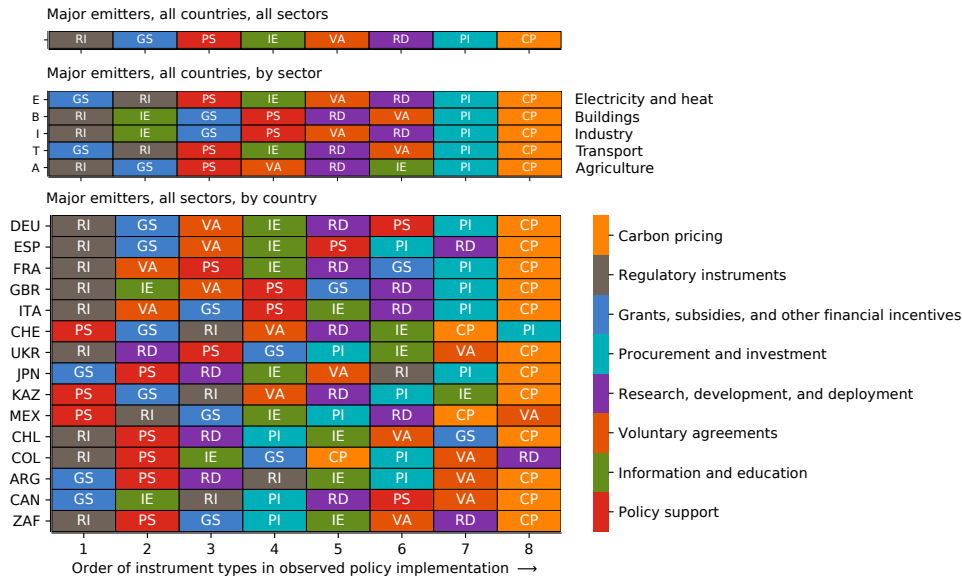 Major emitters, all countries, all sectors
RI GS PS IE VA RD PI CP
Major emitters, all countries, by sector
E GS RI PS IE VA RD PI CP Electricity and heat
B RI IE GS PS RD VA PI CP Buildings
I RI IE GS PS VA RD PI CP Industry
T GS RI PS IE RD VA PI CP Transport
A RI GS PS VA RD IE PI CP Agriculture
Major emitters, all sectors, by country
DEU RI GS VA IE RD PS PI CP
ESP RI GS VA IE PS PI RD CP
FRA RI VA PS IE RD GS PI CP
GBR RI IE VA PS GS RD PI CP
ITA RI VA GS PS IE RD PI CP
CHE PS GS RI VA RD IE CP PI
UKR RI RD PS GS PI IE VA CP
JPN GS PS RD IE VA RI PI CP
KAZ PS GS RI VA RD PI IE CP
MEX PS RI GS IE PI RD CP VA
CHL RI PS RD PI IE VA GS CP
COL RI PS IE GS CP PI VA RD
ARG GS PS RD RI IE PI VA CP
CAN GS IE RI PI RD PS VA CP
ZAF RI PS GS PI IE VA RD CP
1 2 3 4 5 6 7 8
Order of instrument types in observed policy implementation →
Carbon pricing
Regulatory instruments
Grants, subsidies, and other financial incentives
Procurement and investment
Research, development, and deployment
Voluntary agreements
Information and education
Policy support